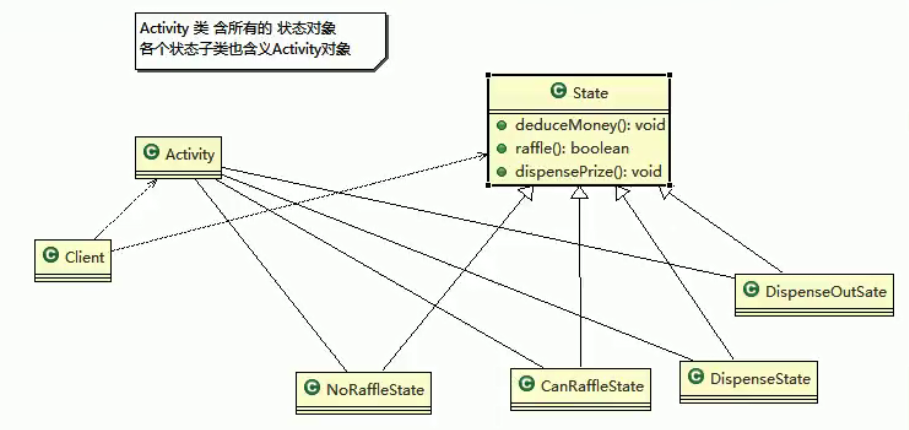 Activity 类 含所有的 状态对象
各个状态子类也含义Activity对象
C State
deduceMoney(): void
raffle(): boolean
dispensePrize(): void
C Activity
C Client
C DispenseOutSate
C DispenseState
C CanRaffleState
C NoRaffleState